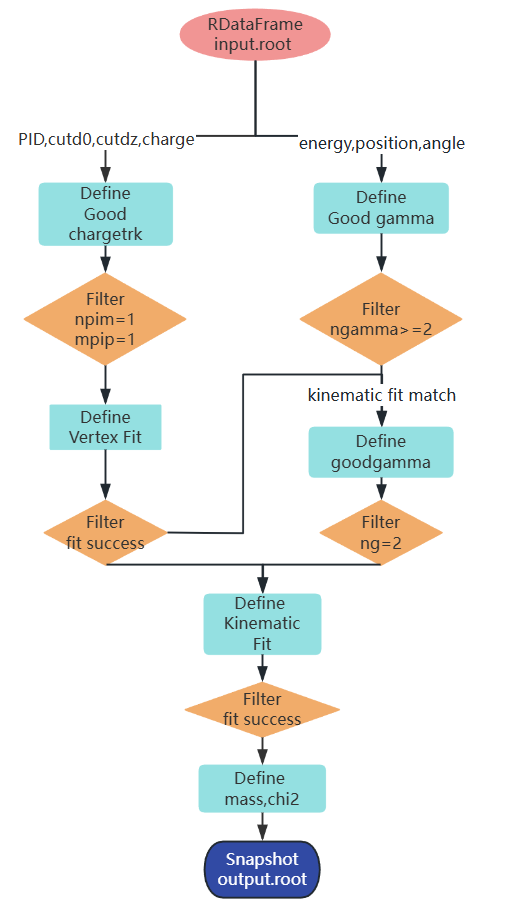 RDataFrame
input.root
PID,cutd0,cutdz,charge
energy,position,angle
Define
Good
chargetrk
Define
Good gamma
Filter
npim=1
mpip=1
Filter
ngamma>=2
kinematic fit match
Define
Vertex Fit
Define
goodgamma
Filter
fit success
Filter
ng=2
Define
Kinematic
Fit
Filter
fit success
Define
mass,chi2
Snapshot
output.root